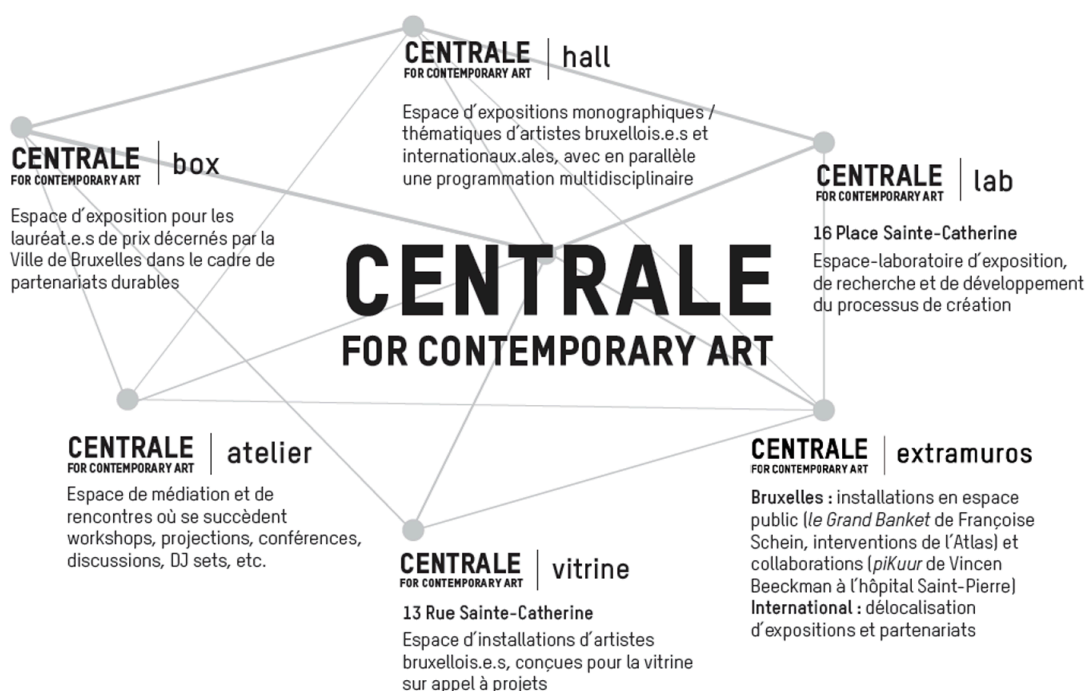 CENTRALE | hall
FOR CONTEMPORARY ART
Espace d'expositions monographiques /
thématiques d'artistes bruxellois.e.s et
internationaux.ales, avec en parallèle
une programmation multidisciplinaire
CENTRALE | box
FOR CONTEMPORARY ART
Espace d'exposition pour les
lauréat.e.s de prix décernés par la
Ville de Bruxelles dans le cadre de
partenariats durables
CENTRALE | lab
FOR CONTEMPORARY ART
16 Place Sainte-Catherine
Espace-laboratoire d'exposition,
de recherche et de développement
du processus de création
CENTRALE
FOR CONTEMPORARY ART
CENTRALE | atelier
FOR CONTEMPORARY ART
Espace de médiation et de
rencontres où se succèdent
workshops, projections, conférences,
discussions, DJ sets, etc.
CENTRALE | vitrine
FOR CONTEMPORARY ART
13 Rue Sainte-Catherine
Espace d'installations d'artistes
bruxellois.e.s, conçues pour la vitrine
sur appel à projets
CENTRALE | extramuros
FOR CONTEMPORARY ART
Bruxelles : installations en espace
public (le Grand Banket de Françoise
Schein, interventions de l'Atlas) et
collaborations (piKuur de Vincen
Beeckman à l'hôpital Saint-Pierre)
International : délocalisation
d'expositions et partenariats